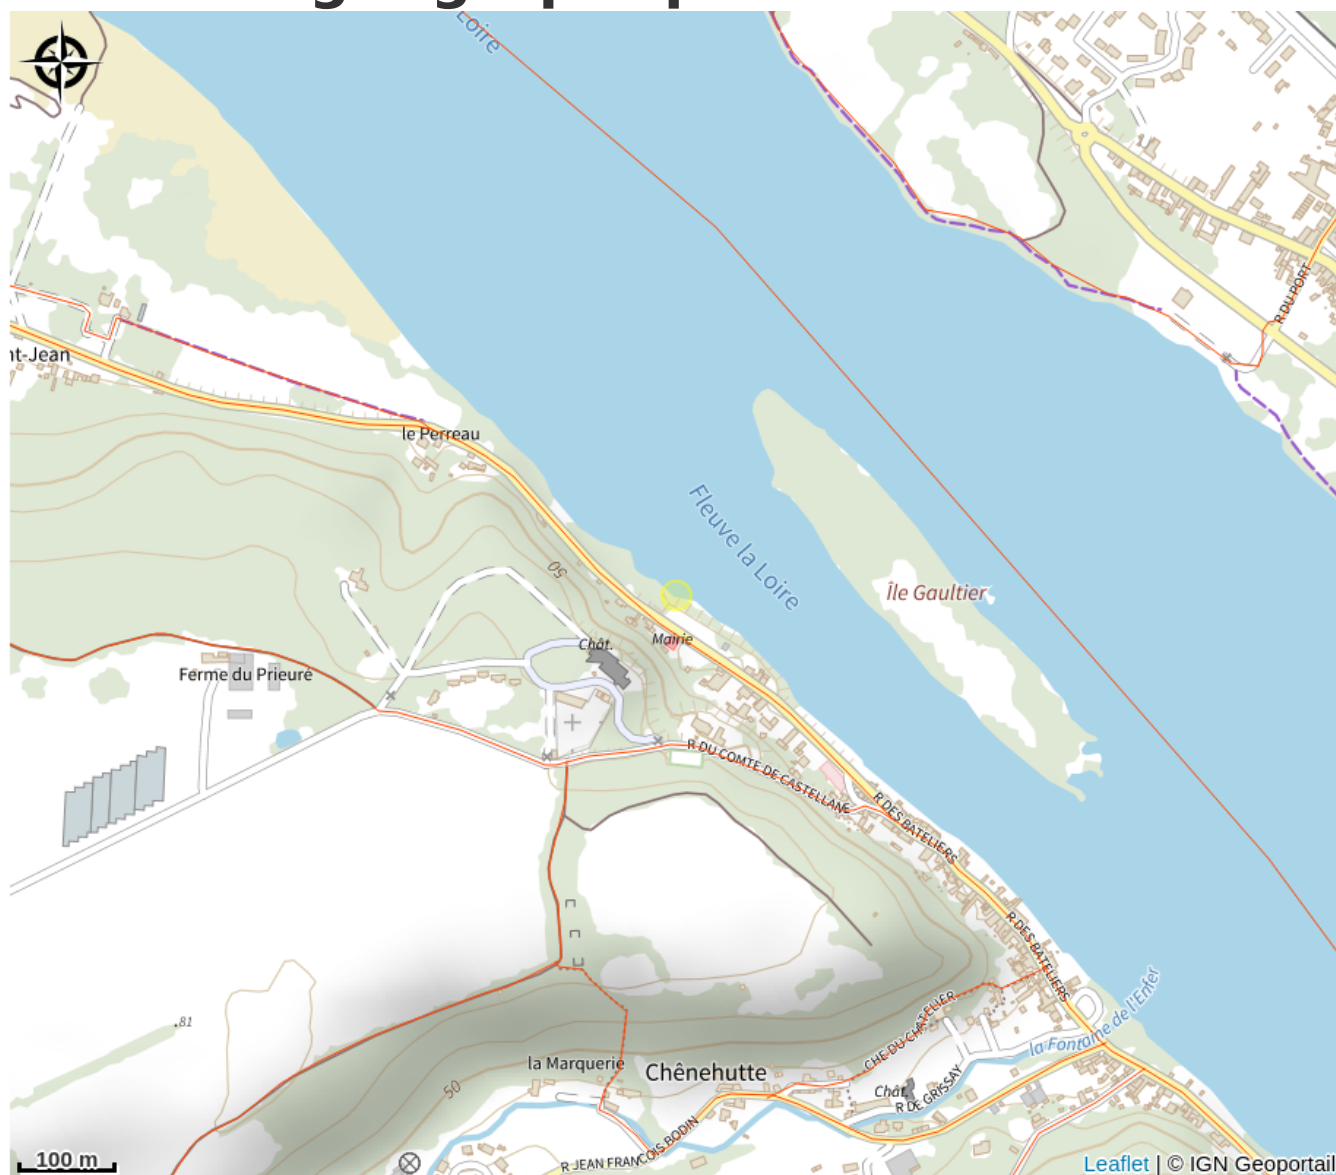 Loire
R DU PORT
nt-Jean
le Perreau
50
Fleuve la Loire
Île Gaultier
Mairie
Chât.
Ferme du Prieuré
R DU COMTE DE CASTELLANE
R DES BATELIERS
R DES BATELIERS
la Fontaine de l'Enfer
CHE DU CHATELIER
.81
la Marquerie
Chênehutte
50
Chât.
R DE GRISSAY
R JEAN FRANCOIS BODIN
100 m
Leaflet | © IGN Geoportail